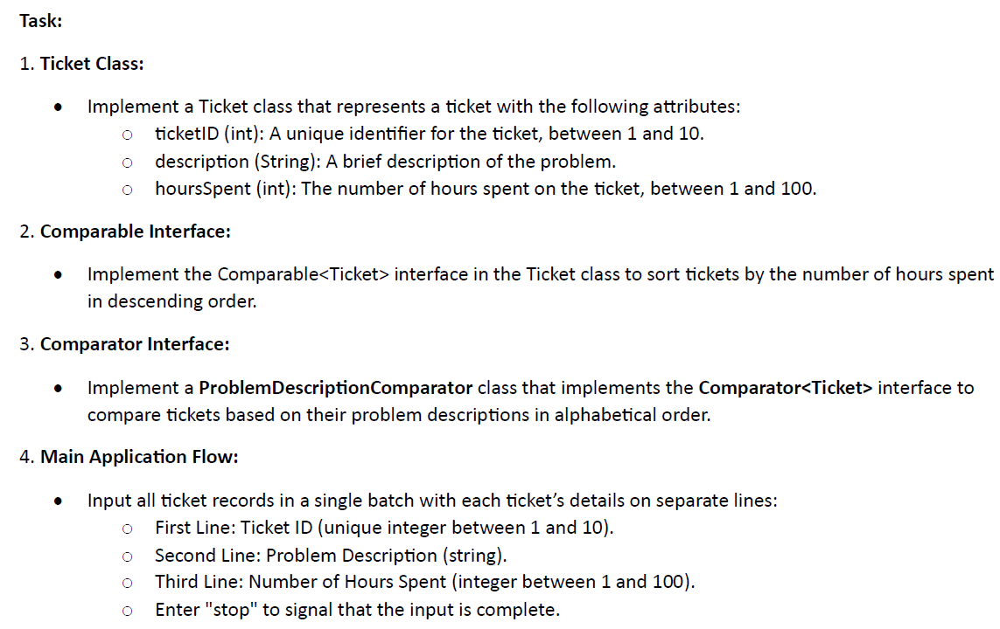 Task:
1. Ticket Class:
• Implement a Ticket class that represents a ticket with the following attributes:
○ ticketID (int): A unique identifier for the ticket, between 1 and 10.
○ description (String): A brief description of the problem.
○ hoursSpent (int): The number of hours spent on the ticket, between 1 and 100.
2. Comparable Interface:
• Implement the Comparable<Ticket> interface in the Ticket class to sort tickets by the number of hours spent
in descending order.
3. Comparator Interface:
• Implement a ProblemDescriptionComparator class that implements the Comparator<Ticket> interface to
compare tickets based on their problem descriptions in alphabetical order.
4. Main Application Flow:
• Input all ticket records in a single batch with each ticket’s details on separate lines:
○ First Line: Ticket ID (unique integer between 1 and 10).
○ Second Line: Problem Description (string).
○ Third Line: Number of Hours Spent (integer between 1 and 100).
○ Enter "stop" to signal that the input is complete.